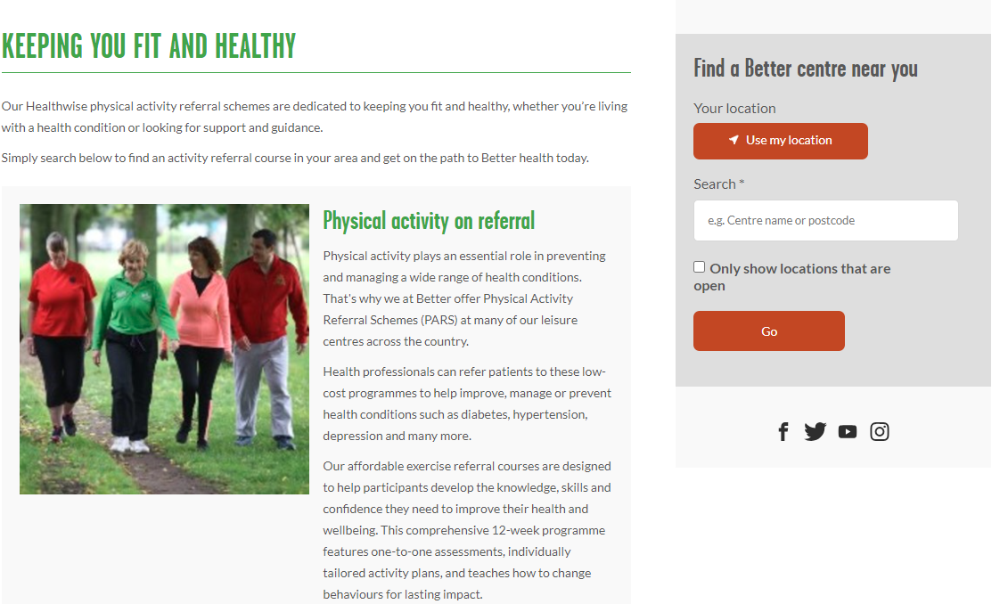 KEEPING YOU FIT AND HEALTHY
Our Healthwise physical activity referral schemes are dedicated to keeping you fit and healthy, whether you’re living
with a health condition or looking for support and guidance.
Simply search below to find an activity referral course in your area and get on the path to Better health today.
Physical activity on referral
Physical activity plays an essential role in preventing
and managing a wide range of health conditions.
That's why we at Better offer Physical Activity
Referral Schemes (PARS) at many of our leisure
centres across the country.
Health professionals can refer patients to these low-
cost programmes to help improve, manage or prevent
health conditions such as diabetes, hypertension,
depression and many more.
Our affordable exercise referral courses are designed
to help participants develop the knowledge, skills and
confidence they need to improve their health and
wellbeing. This comprehensive 12-week programme
features one-to-one assessments, individually
tailored activity plans, and teaches how to change
behaviours for lasting impact.
Find a Better centre near you
Your location
Use my location
Search *
e.g. Centre name or postcode
Only show locations that are
open
Go